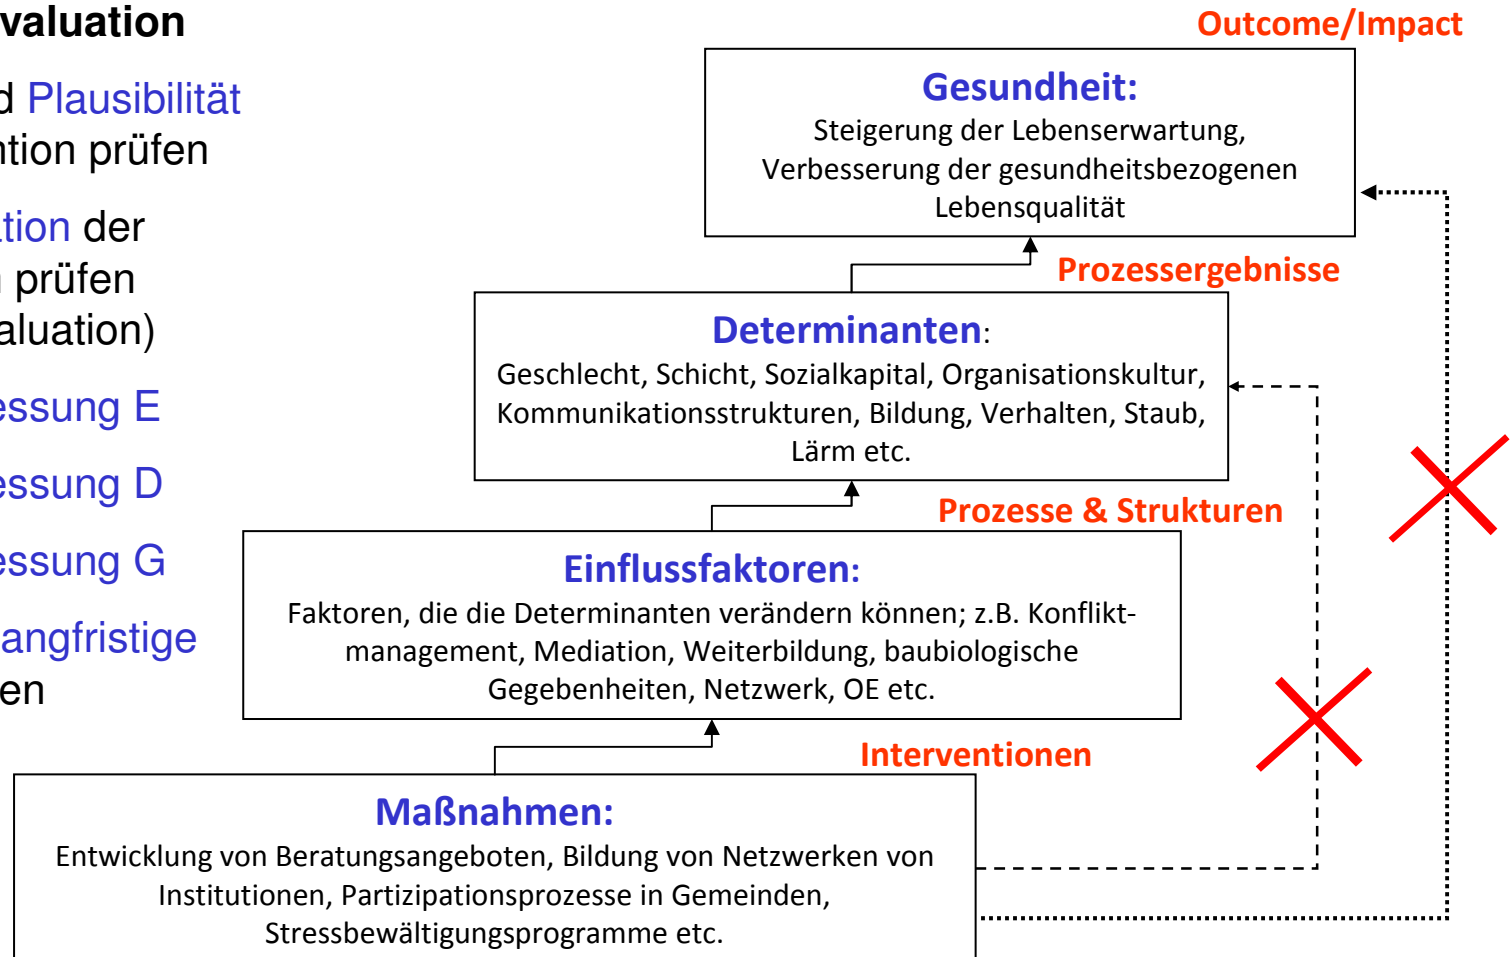 valuation
d Plausibilität
ntion prüfen
ation der
n prüfen
aluation)
essung E
essung D
essung G
angfristige
en
Outcome/Impact
Gesundheit:
Steigerung der Lebenserwartung,
Verbesserung der gesundheitsbezogenen
Lebensqualität
Prozessergebnisse
Determinanten:
Geschlecht, Schicht, Sozialkapital, Organisationskultur,
Kommunikationsstrukturen, Bildung, Verhalten, Staub,
Lärm etc.
Prozesse & Strukturen
Einflussfaktoren:
Faktoren, die die Determinanten verändern können; z.B. Konflikt-
management, Mediation, Weiterbildung, baubiologische
Gegebenheiten, Netzwerk, OE etc.
Interventionen
Maßnahmen:
Entwicklung von Beratungsangeboten, Bildung von Netzwerken von
Institutionen, Partizipationsprozesse in Gemeinden,
Stressbewältigungsprogramme etc.